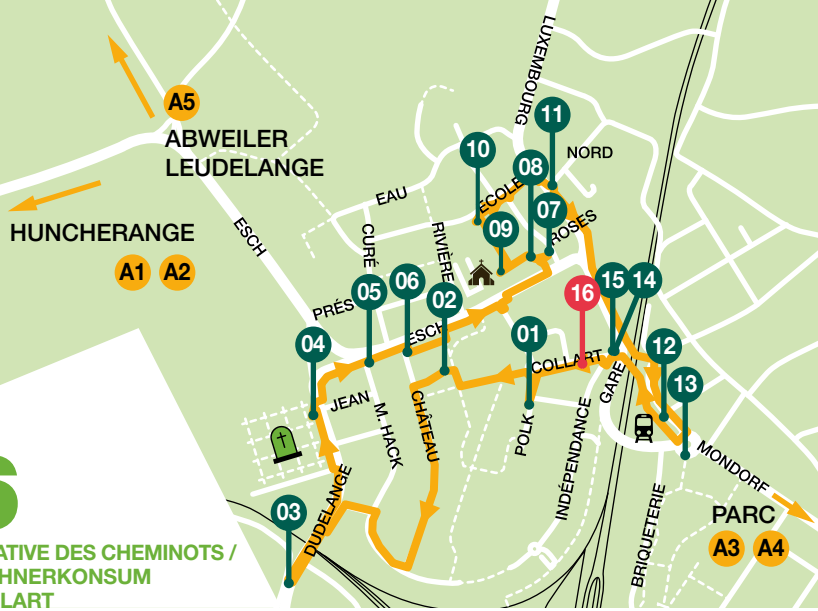 LUXEMBOURG
A5
ABWEILER
LEUDELANGE
11
10
08
NORD
ECOLE
EAU
07
ROSES
09
HUNCHERANGE
A1 A2
ESCH
CURÉ
RIVIÈRE
PRÉS
05
06
02
16
15
14
ESCH
04
01
COLLART
12
13
GARE
JEAN
M. HACK
CHÂTEAU
POLK
INDÉPENDANCE
MONDORF
DUDELANGE
03
BRIQUETERIE
PARC
A3 A4
ATIVE DES CHEMINOTS /
HNERKONSUM
LART